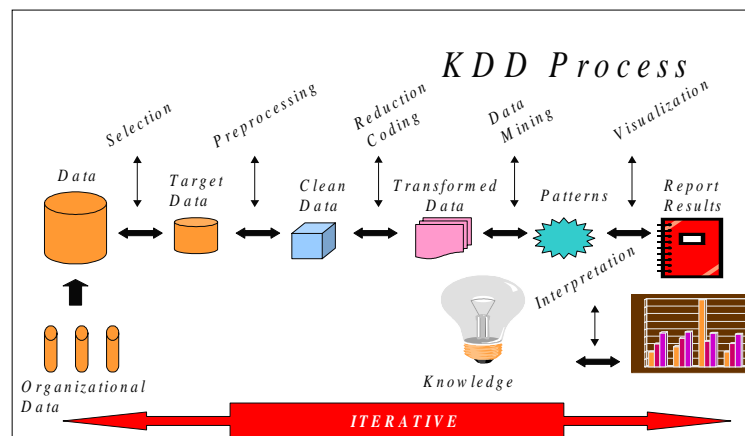 KDD Process
Selection
Preprocessing
Reduction
Coding
Data
Mining
Visualization
Data
Target
Data
Clean
Data
Transformed
Data
Patterns
Report
Results
Interpretation
Organizational
Data
Knowledge
ITERATIVE